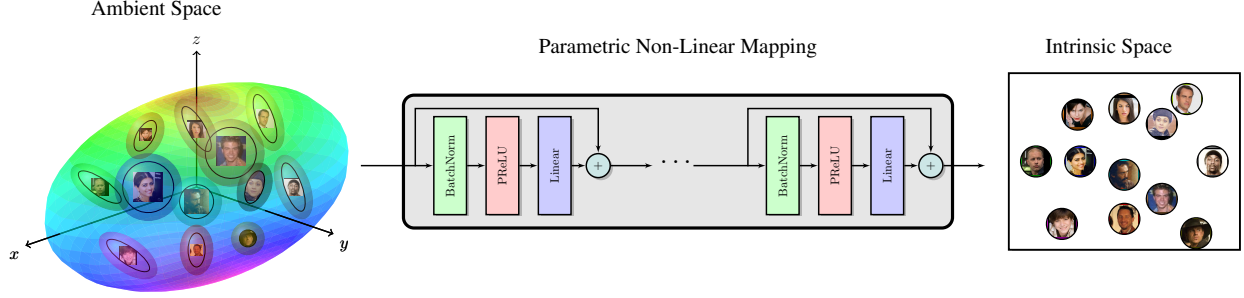 Ambient Space
Parametric Non-Linear Mapping
Intrinsic Space
z
x
y
BatchNorm
PReLU
Linear
+
· · ·
BatchNorm
PReLU
Linear
+